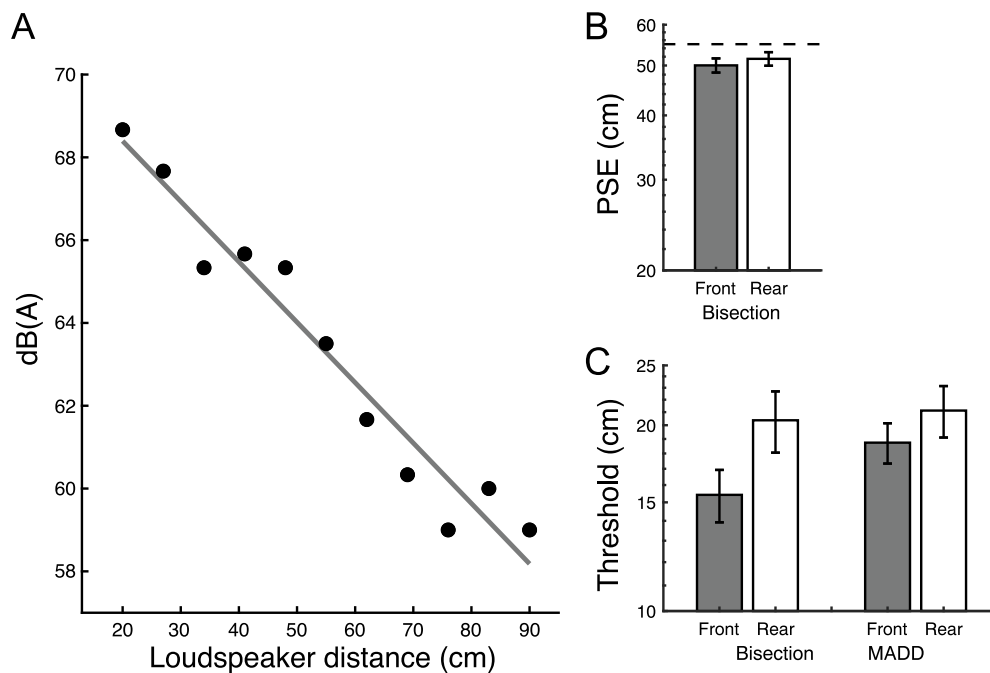 A
70
68
66
64
62
60
58
dB(A)
20 30 40 50 60 70 80 90
Loudspeaker distance (cm)
B
60
50
40
30
20
PSE (cm)
Front Rear
Bisection
C
25
20
15
10
Threshold (cm)
Front Rear Front Rear
Bisection MADD